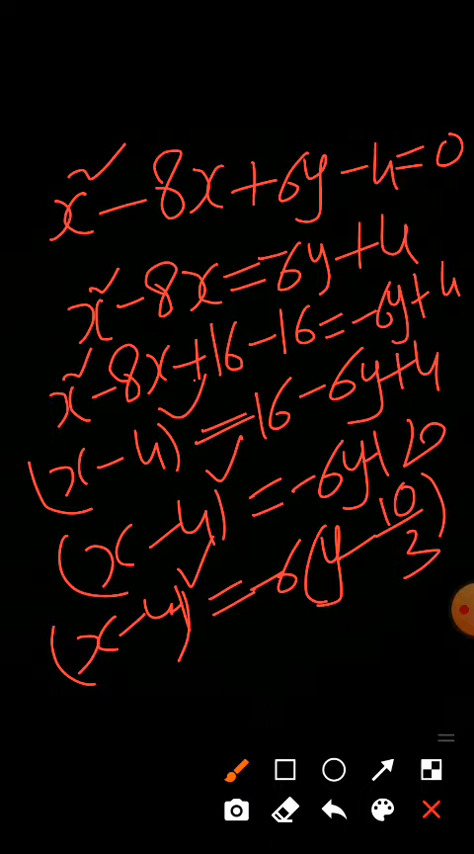 x² - 8x + 6y - 4 = 0
x² - 8x = -6y + 4
x² - 8x + 16 - 16 = -6y + 4
(x - 4)² = 16 - 6y + 4
(x - 4)² = -6y + 20
(x - 4)² = -6(y - 10/3)